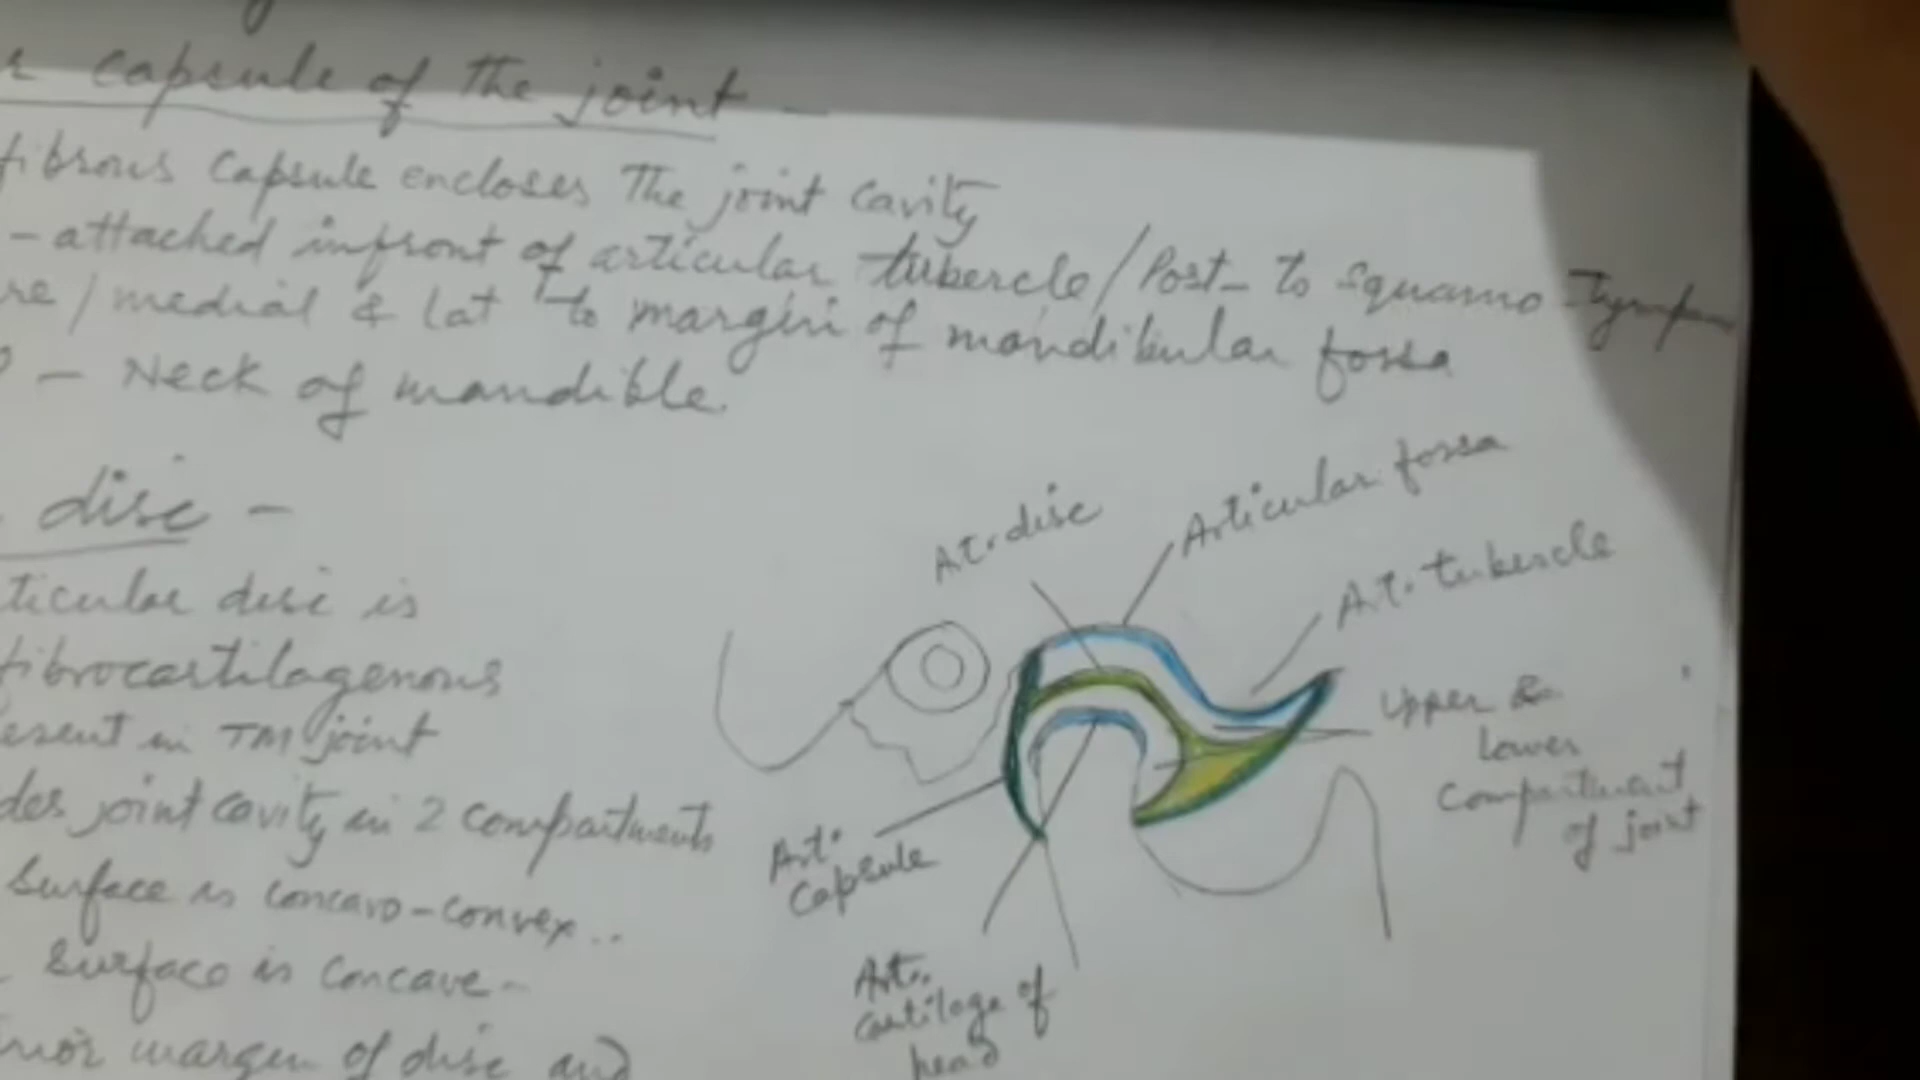 r capsule of the joint -
fibrous capsule encloses The joint cavity
- attached infront of articular tubercle / Post- to squamo
re / medial & lat to margin of mandibular fossa
- Neck of mandible.
disc -
ticular disc is
fibrocartilagenous
esent in TM joint
des joint cavity in 2 compartments
surface is concavo-convex..
surface is concave-
margin of disc and
At. disc
Articular fossa
At. tubercle
Upper &
lower
compartment
of joint
Art.
capsule
Art.
cartilage of
head